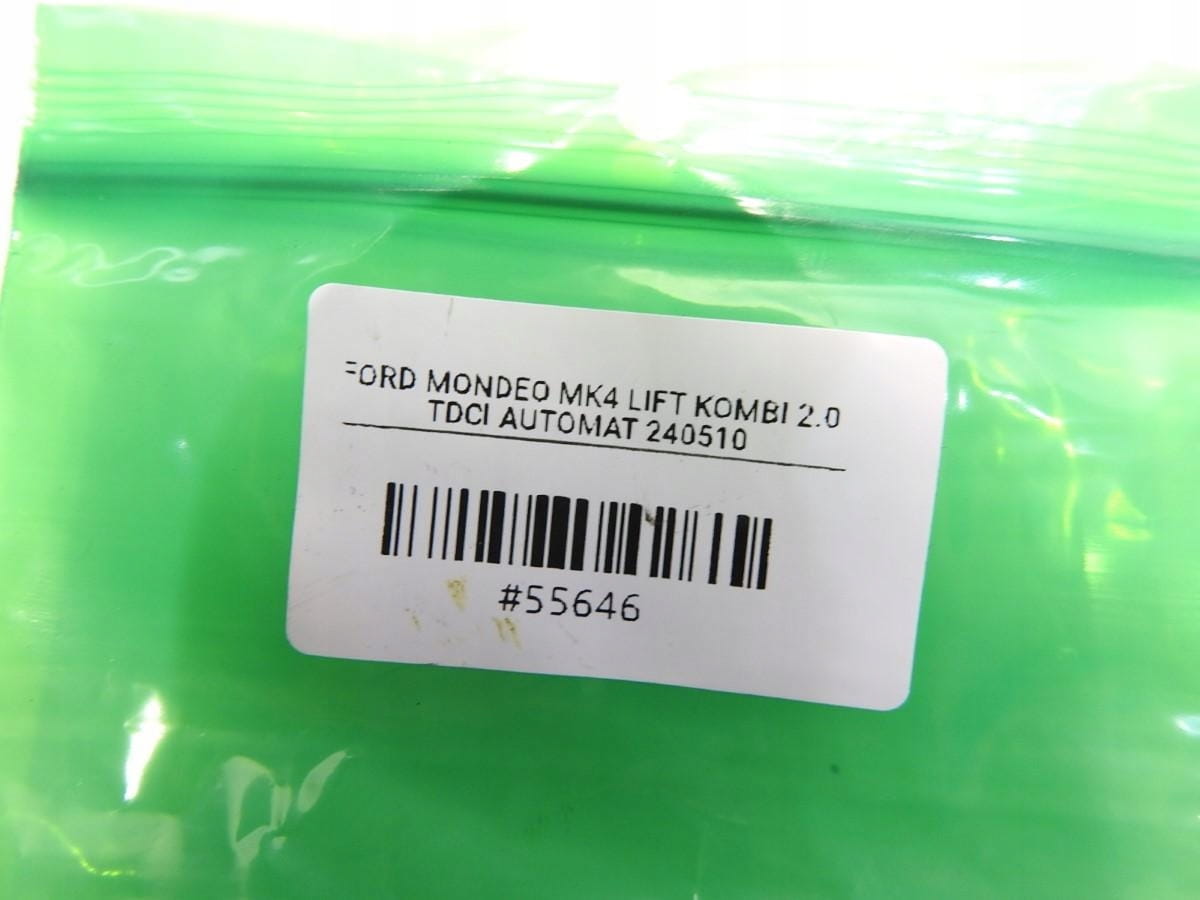 FORD MONDEO MK4 LIFT KOMBI 2.0
TDCI AUTOMAT 240510
#55646